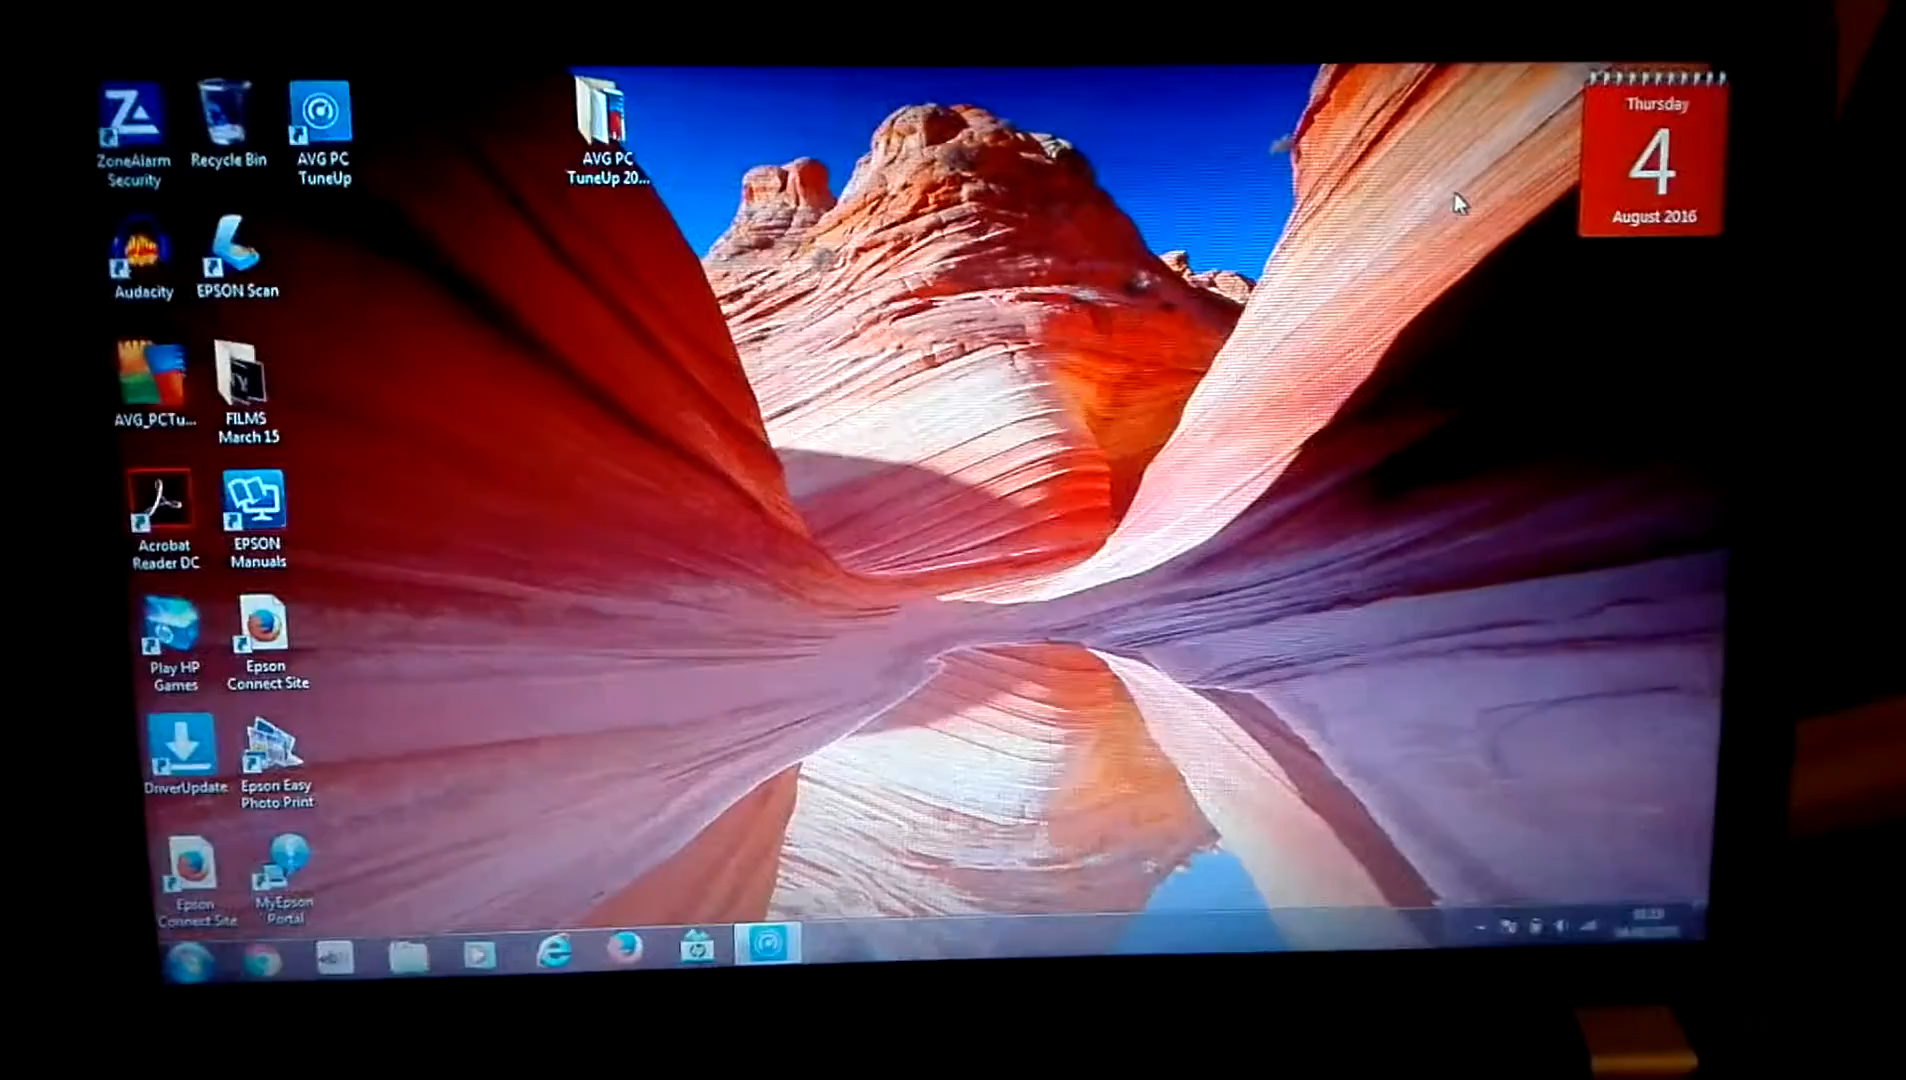 ZoneAlarm
Security
Recycle Bin
AVG PC
TuneUp
AVG PC
TuneUp 20...
Thursday
4
August 2016
Audacity
EPSON Scan
AVG_PCTu...
FILMS
March 15
Acrobat
Reader DC
EPSON
Manuals
Play HP
Games
Epson
Connect Site
DriverUpdate
Epson Easy
Photo Print
Epson
Connect Site
MyEpson
Portal